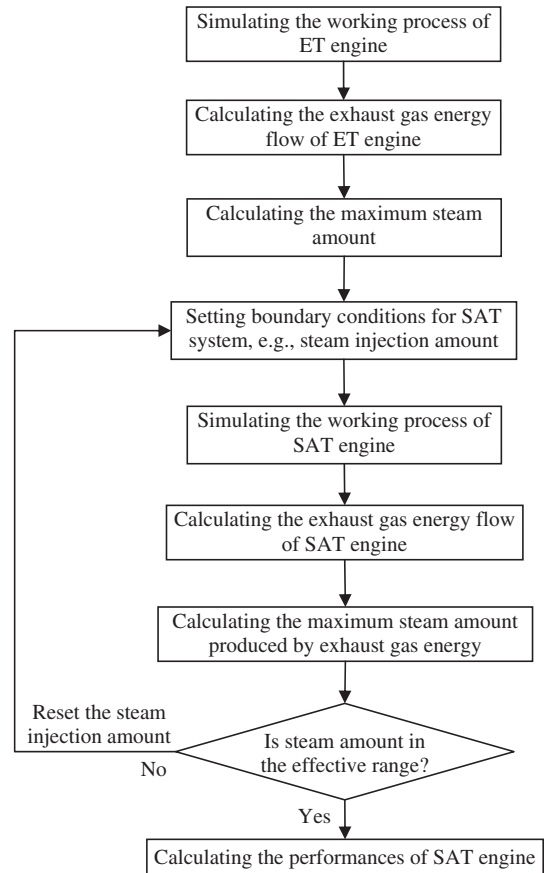 Simulating the working process of
ET engine
Calculating the exhaust gas energy
flow of ET engine
Calculating the maximum steam
amount
Setting boundary conditions for SAT
system, e.g., steam injection amount
Simulating the working process of
SAT engine
Calculating the exhaust gas energy flow
of SAT engine
Calculating the maximum steam amount
produced by exhaust gas energy
Reset the steam
injection amount
No
Is steam amount in
the effective range?
Yes
Calculating the performances of SAT engine